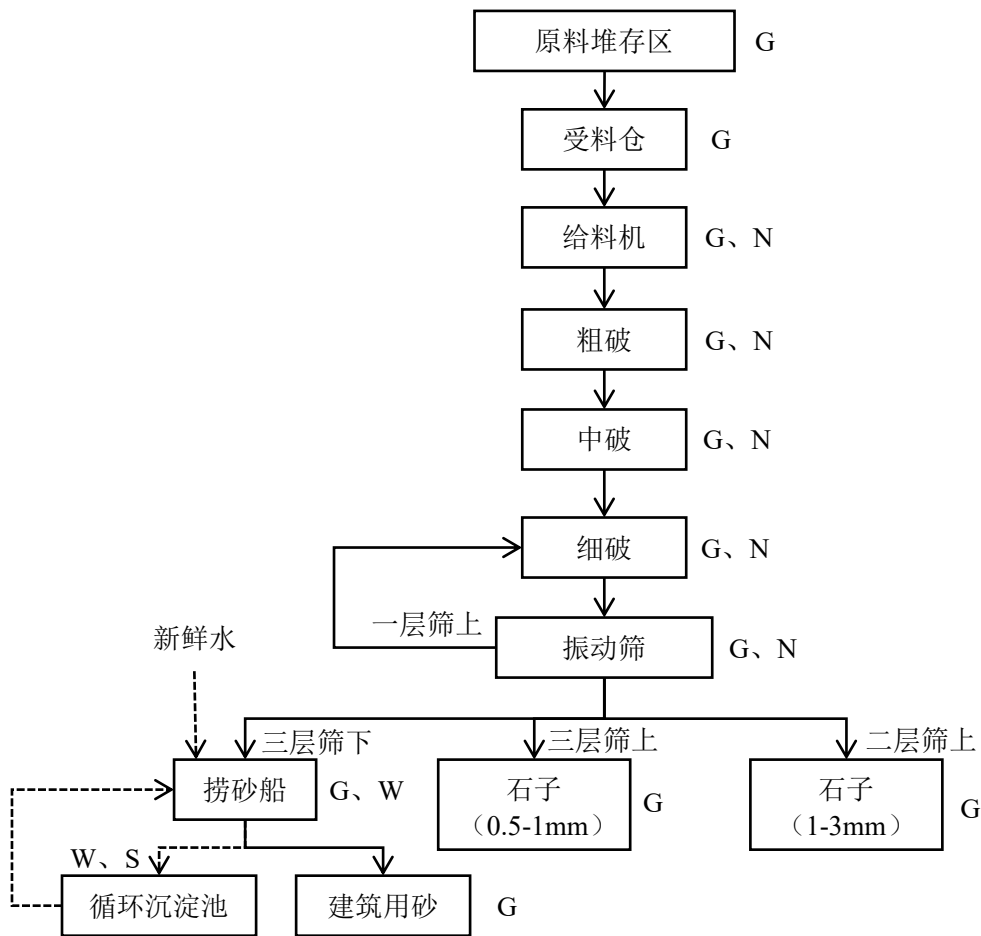 原料堆存区
G
受料仓
G
给料机
G、N
粗破
G、N
中破
G、N
细破
G、N
一层筛上
新鲜水
振动筛
G、N
三层筛下
三层筛上
二层筛上
捞砂船
G、W
石子
（0.5-1mm）
G
石子
（1-3mm）
G
W、S
循环沉淀池
建筑用砂
G